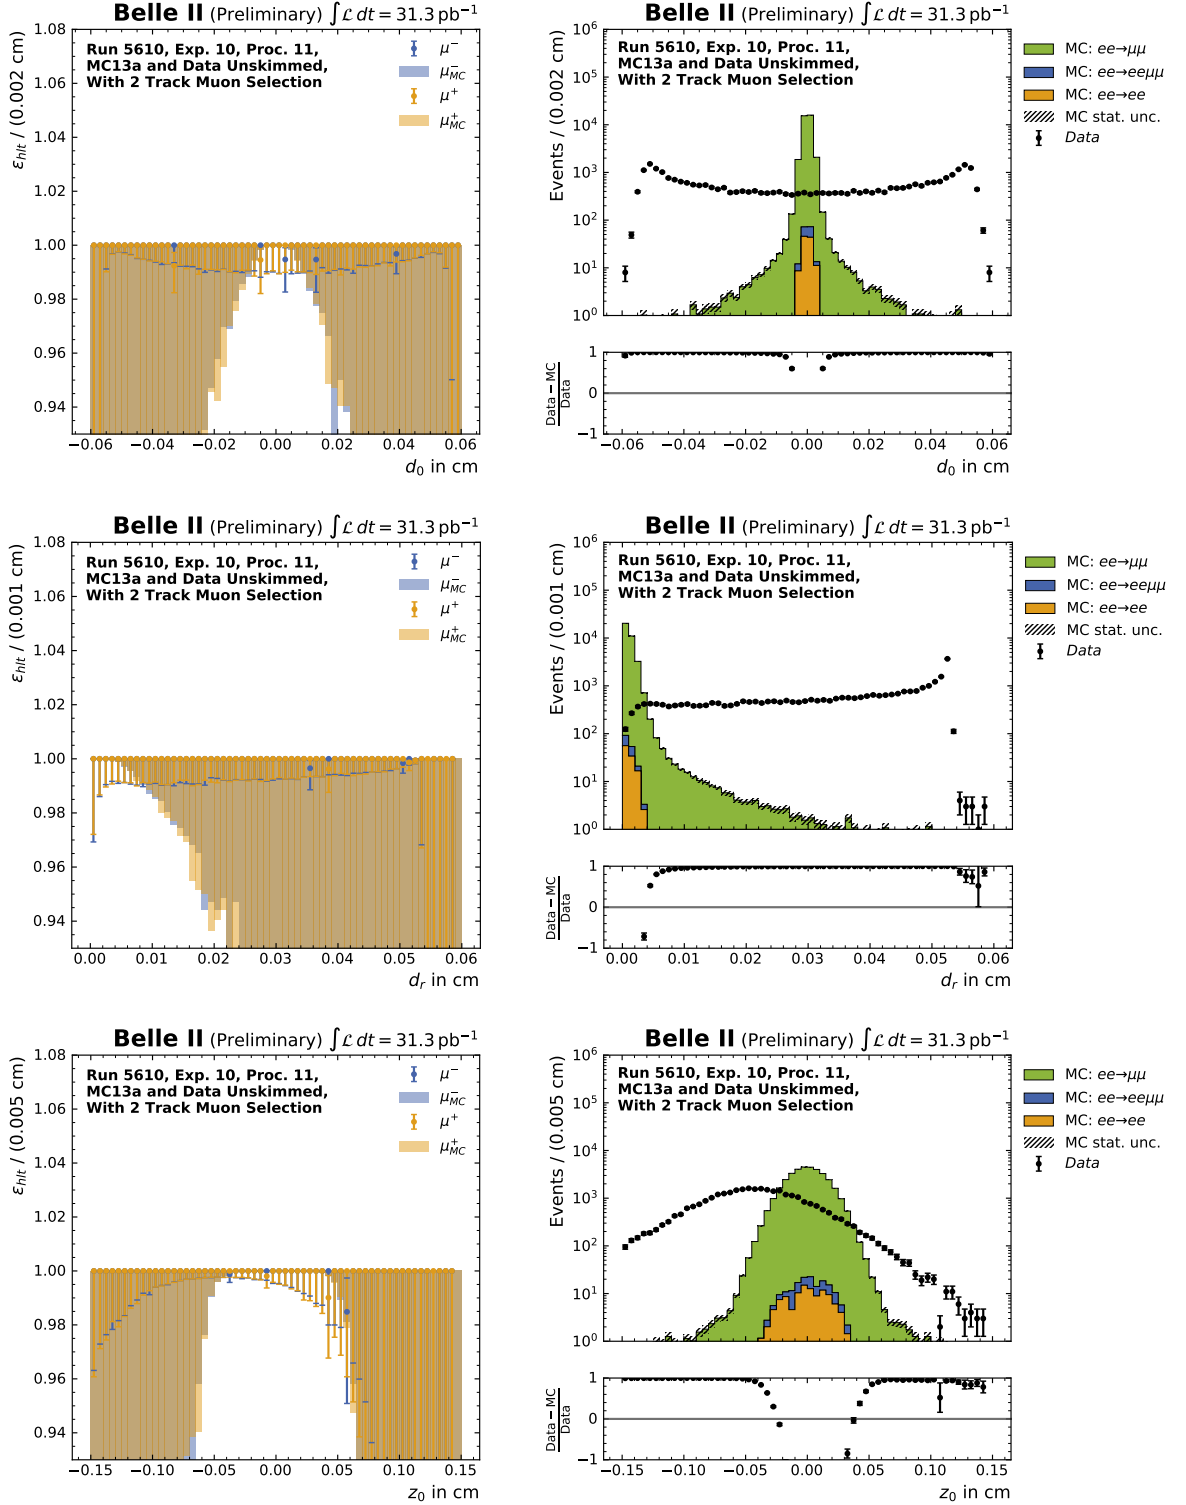 Belle II (Preliminary) ∫ℒ dt = 31.3 pb⁻¹
Run 5610, Exp. 10, Proc. 11,
MC13a and Data Unskimmed,
With 2 Track Muon Selection
μ⁻
μ⁻MC
μ⁺
μ⁺MC
εhlt / (0.002 cm)
1.08
1.06
1.04
1.02
1.00
0.98
0.96
0.94
−0.06 −0.04 −0.02 0.00 0.02 0.04 0.06
d₀ in cm
Belle II (Preliminary) ∫ℒ dt = 31.3 pb⁻¹
Run 5610, Exp. 10, Proc. 11,
MC13a and Data Unskimmed,
With 2 Track Muon Selection
MC: ee→μμ
MC: ee→eeμμ
MC: ee→ee
MC stat. unc.
Data
Events / (0.002 cm)
10⁶
10⁵
10⁴
10³
10²
10¹
10⁰
Data − MC
Data
1
0
−1
−0.06 −0.04 −0.02 0.00 0.02 0.04 0.06
d₀ in cm
Belle II (Preliminary) ∫ℒ dt = 31.3 pb⁻¹
Run 5610, Exp. 10, Proc. 11,
MC13a and Data Unskimmed,
With 2 Track Muon Selection
μ⁻
μ⁻MC
μ⁺
μ⁺MC
εhlt / (0.001 cm)
1.08
1.06
1.04
1.02
1.00
0.98
0.96
0.94
0.00 0.01 0.02 0.03 0.04 0.05 0.06
dᵣ in cm
Belle II (Preliminary) ∫ℒ dt = 31.3 pb⁻¹
Run 5610, Exp. 10, Proc. 11,
MC13a and Data Unskimmed,
With 2 Track Muon Selection
MC: ee→μμ
MC: ee→eeμμ
MC: ee→ee
MC stat. unc.
Data
Events / (0.001 cm)
10⁶
10⁵
10⁴
10³
10²
10¹
10⁰
Data − MC
Data
1
0
−1
0.00 0.01 0.02 0.03 0.04 0.05 0.06
dᵣ in cm
Belle II (Preliminary) ∫ℒ dt = 31.3 pb⁻¹
Run 5610, Exp. 10, Proc. 11,
MC13a and Data Unskimmed,
With 2 Track Muon Selection
μ⁻
μ⁻MC
μ⁺
μ⁺MC
εhlt / (0.005 cm)
1.08
1.06
1.04
1.02
1.00
0.98
0.96
0.94
−0.15 −0.10 −0.05 0.00 0.05 0.10 0.15
z₀ in cm
Belle II (Preliminary) ∫ℒ dt = 31.3 pb⁻¹
Run 5610, Exp. 10, Proc. 11,
MC13a and Data Unskimmed,
With 2 Track Muon Selection
MC: ee→μμ
MC: ee→eeμμ
MC: ee→ee
MC stat. unc.
Data
Events / (0.005 cm)
10⁶
10⁵
10⁴
10³
10²
10¹
10⁰
Data − MC
Data
1
0
−1
−0.15 −0.10 −0.05 0.00 0.05 0.10 0.15
z₀ in cm